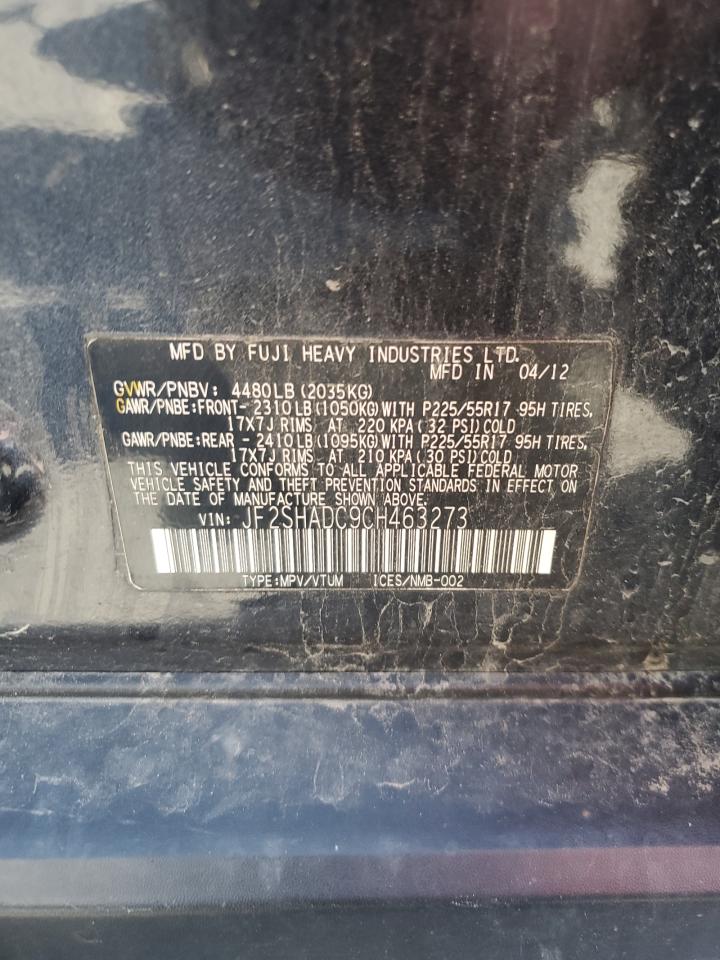 MFD BY FUJI HEAVY INDUSTRIES LTD.
MFD IN 04/12
GVWR/PNBV: 4480LB (2035KG)
GAWR/PNBE:FRONT- 2310LB (1050KG) WITH P225/55R17 95H TIRES,
17X7J RIMS AT 220 KPA (32 PSI) COLD
GAWR/PNBE:REAR - 2410LB (1095KG) WITH P225/55R17 95H TIRES,
17X7J RIMS AT 210 KPA (30 PSI) COLD
THIS VEHICLE CONFORMS TO ALL APPLICABLE FEDERAL MOTOR
VEHICLE SAFETY AND THEFT PREVENTION STANDARDS IN EFFECT ON
THE DATE OF MANUFACTURE SHOWN ABOVE.
VIN: JF2SHADC9CH463273
TYPE:MPV/VTUM ICES/NMB-002